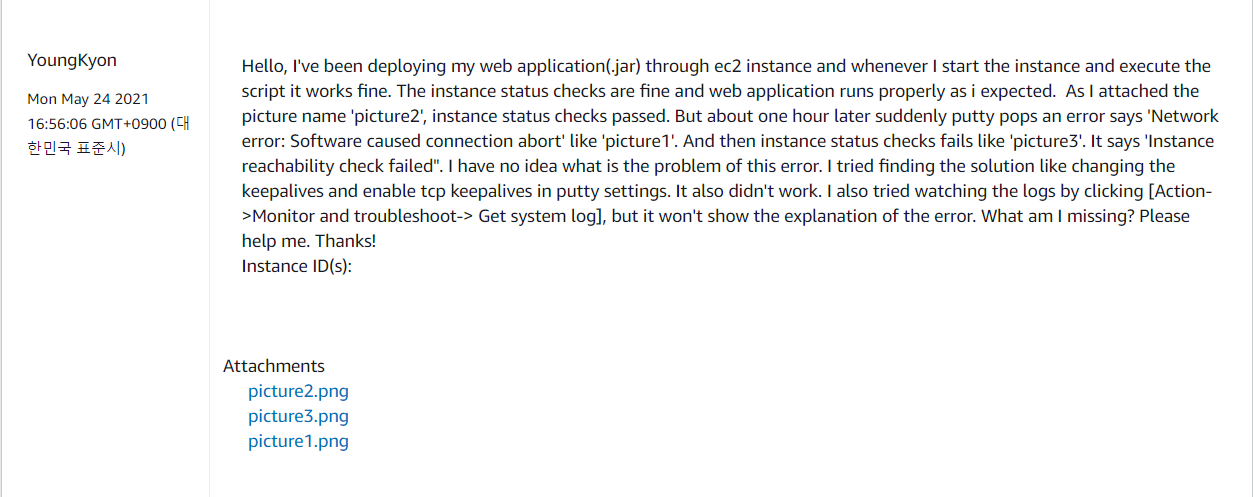 YoungKyon
Mon May 24 2021
16:56:06 GMT+0900 (대
한민국 표준시)
Hello, I've been deploying my web application(.jar) through ec2 instance and whenever I start the instance and execute the
script it works fine. The instance status checks are fine and web application runs properly as i expected.  As I attached the
picture name 'picture2', instance status checks passed. But about one hour later suddenly putty pops an error says 'Network
error: Software caused connection abort' like 'picture1'. And then instance status checks fails like 'picture3'. It says 'Instance
reachability check failed". I have no idea what is the problem of this error. I tried finding the solution like changing the
keepalives and enable tcp keepalives in putty settings. It also didn't work. I also tried watching the logs by clicking [Action-
>Monitor and troubleshoot-> Get system log], but it won't show the explanation of the error. What am I missing? Please
help me. Thanks!
Instance ID(s):
Attachments
picture2.png
picture3.png
picture1.png